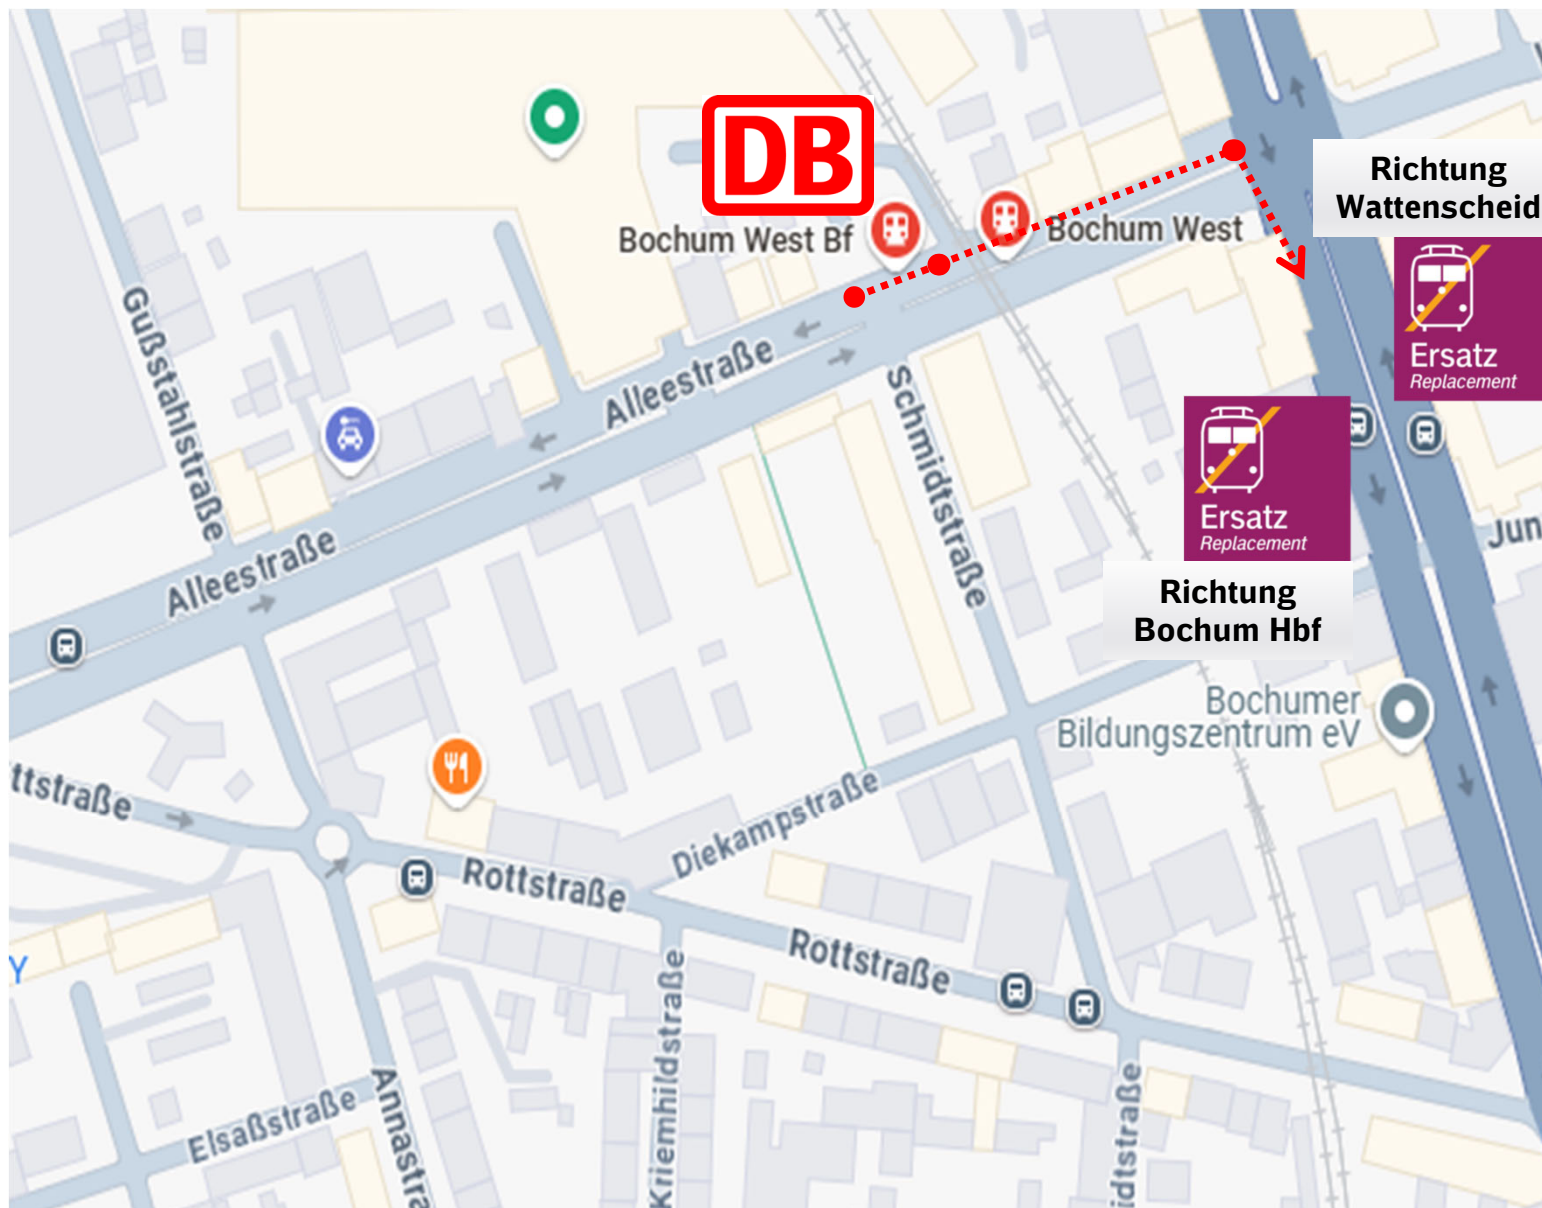 DB
Richtung
Wattenscheid
Bochum West Bf
Bochum West
Gußstahlstraße
Ersatz
Replacement
Alleestraße
Schmidtstraße
Ersatz
Replacement
Jun
Alleestraße
Richtung
Bochum Hbf
Bochumer
Bildungszentrum eV
ttstraße
Diekampstraße
Rottstraße
Rottstraße
Y
Kriemhildstraße
Annastra
Elsaßstraße
idtstraße